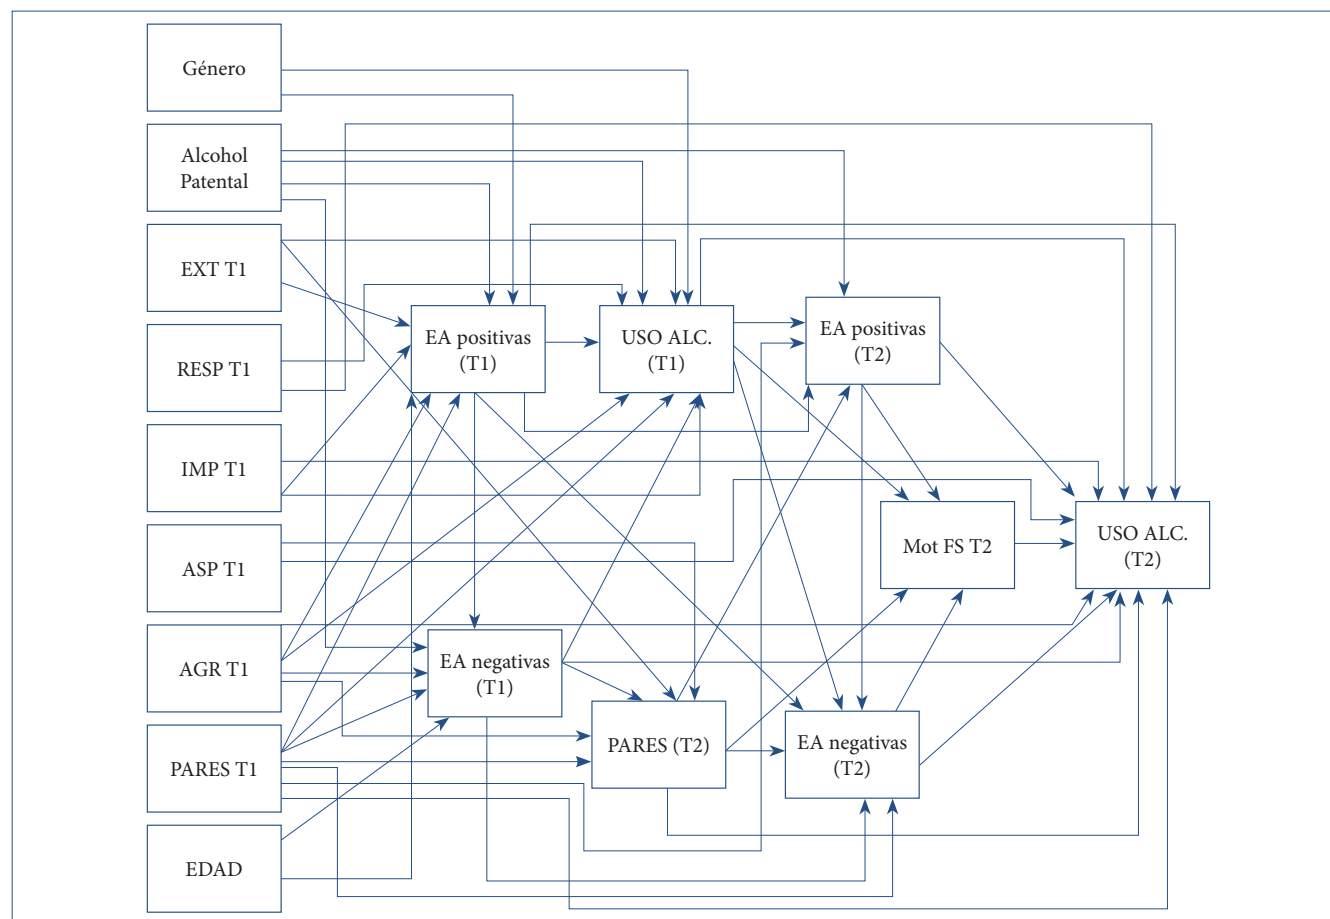 Género
Alcohol
Patental
EXT T1
RESP T1
IMP T1
ASP T1
AGR T1
PARES T1
EDAD
EA positivas
(T1)
USO ALC.
(T1)
EA positivas
(T2)
Mot FS T2
USO ALC.
(T2)
EA negativas
(T1)
PARES (T2)
EA negativas
(T2)